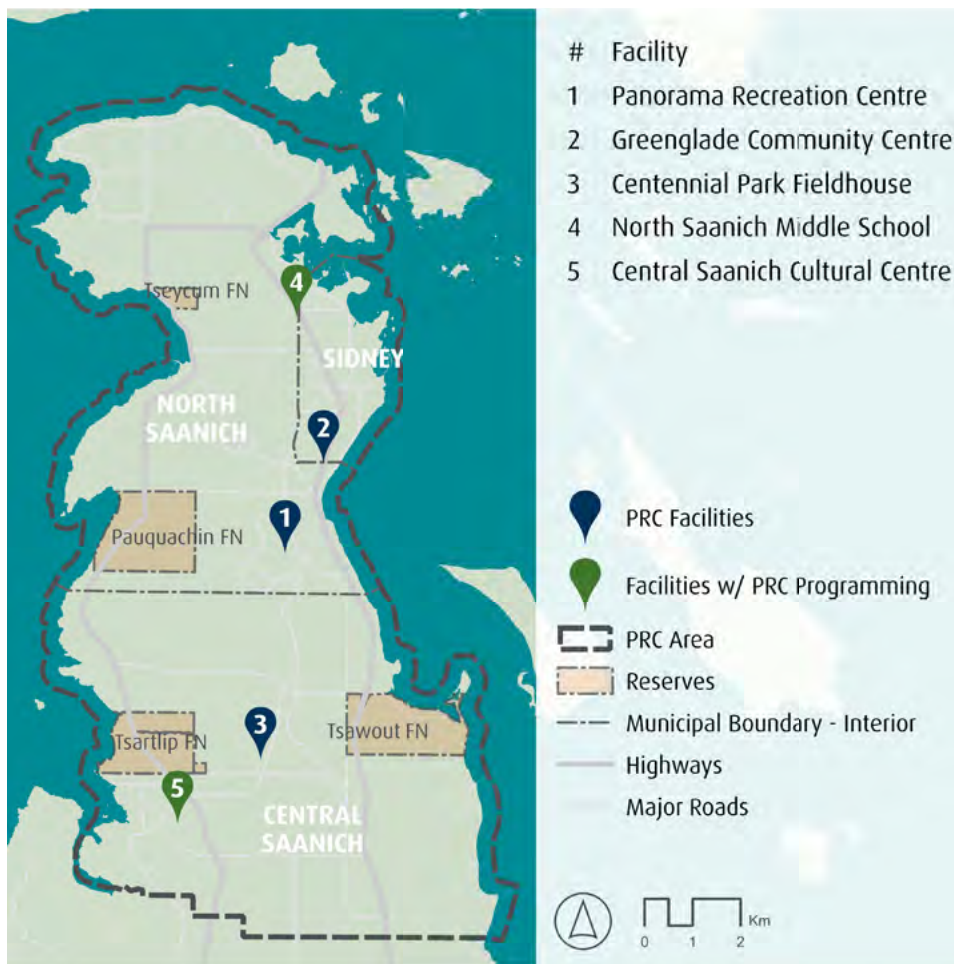 Tseycum FN
4
SIDNEY
NORTH
SAANICH
2
1
Pauquachin FN
3
Tsawout FN
Tsartlip FN
5
CENTRAL
SAANICH
# Facility
1 Panorama Recreation Centre
2 Greenglade Community Centre
3 Centennial Park Fieldhouse
4 North Saanich Middle School
5 Central Saanich Cultural Centre
PRC Facilities
Facilities w/ PRC Programming
PRC Area
Reserves
Municipal Boundary - Interior
Highways
Major Roads
Km
0 1 2